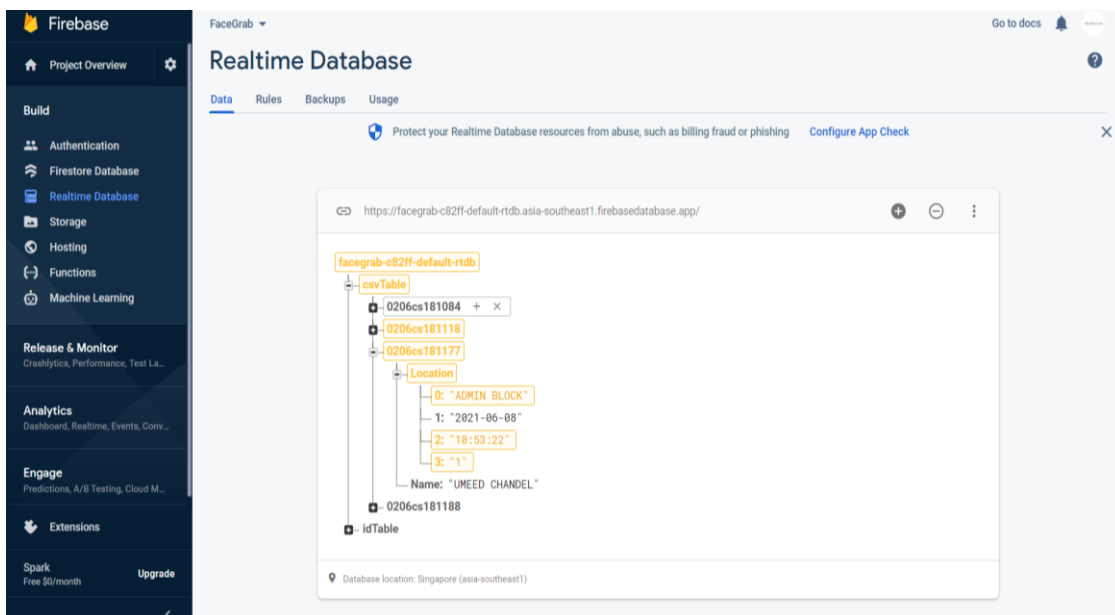 Firebase
FaceGrab
Go to docs
Project Overview
Realtime Database
Data Rules Backups Usage
Build
Protect your Realtime Database resources from abuse, such as billing fraud or phishing Configure App Check
Authentication
Firestore Database
Realtime Database
Storage
Hosting
Functions
Machine Learning
Release & Monitor
Crashlytics, Performance, Test La...
Analytics
Dashboard, Realtime, Events, Conv...
Engage
Predictions, A/B Testing, Cloud M...
Extensions
Spark
Free $0/month
Upgrade
https://facegrab-c82ff-default-rtdb.asia-southeast1.firebasedatabase.app/
facegrab-c82ff-default-rtdb
csvTable
0206cs181084
0206cs181118
0206cs181177
Location
0: "ADMIN BLOCK"
1: "2021-06-08"
2: "10:53:22"
3: "1"
Name: "UMEED CHANDEL"
0206cs181188
idTable
Database location: Singapore (asia-southeast1)